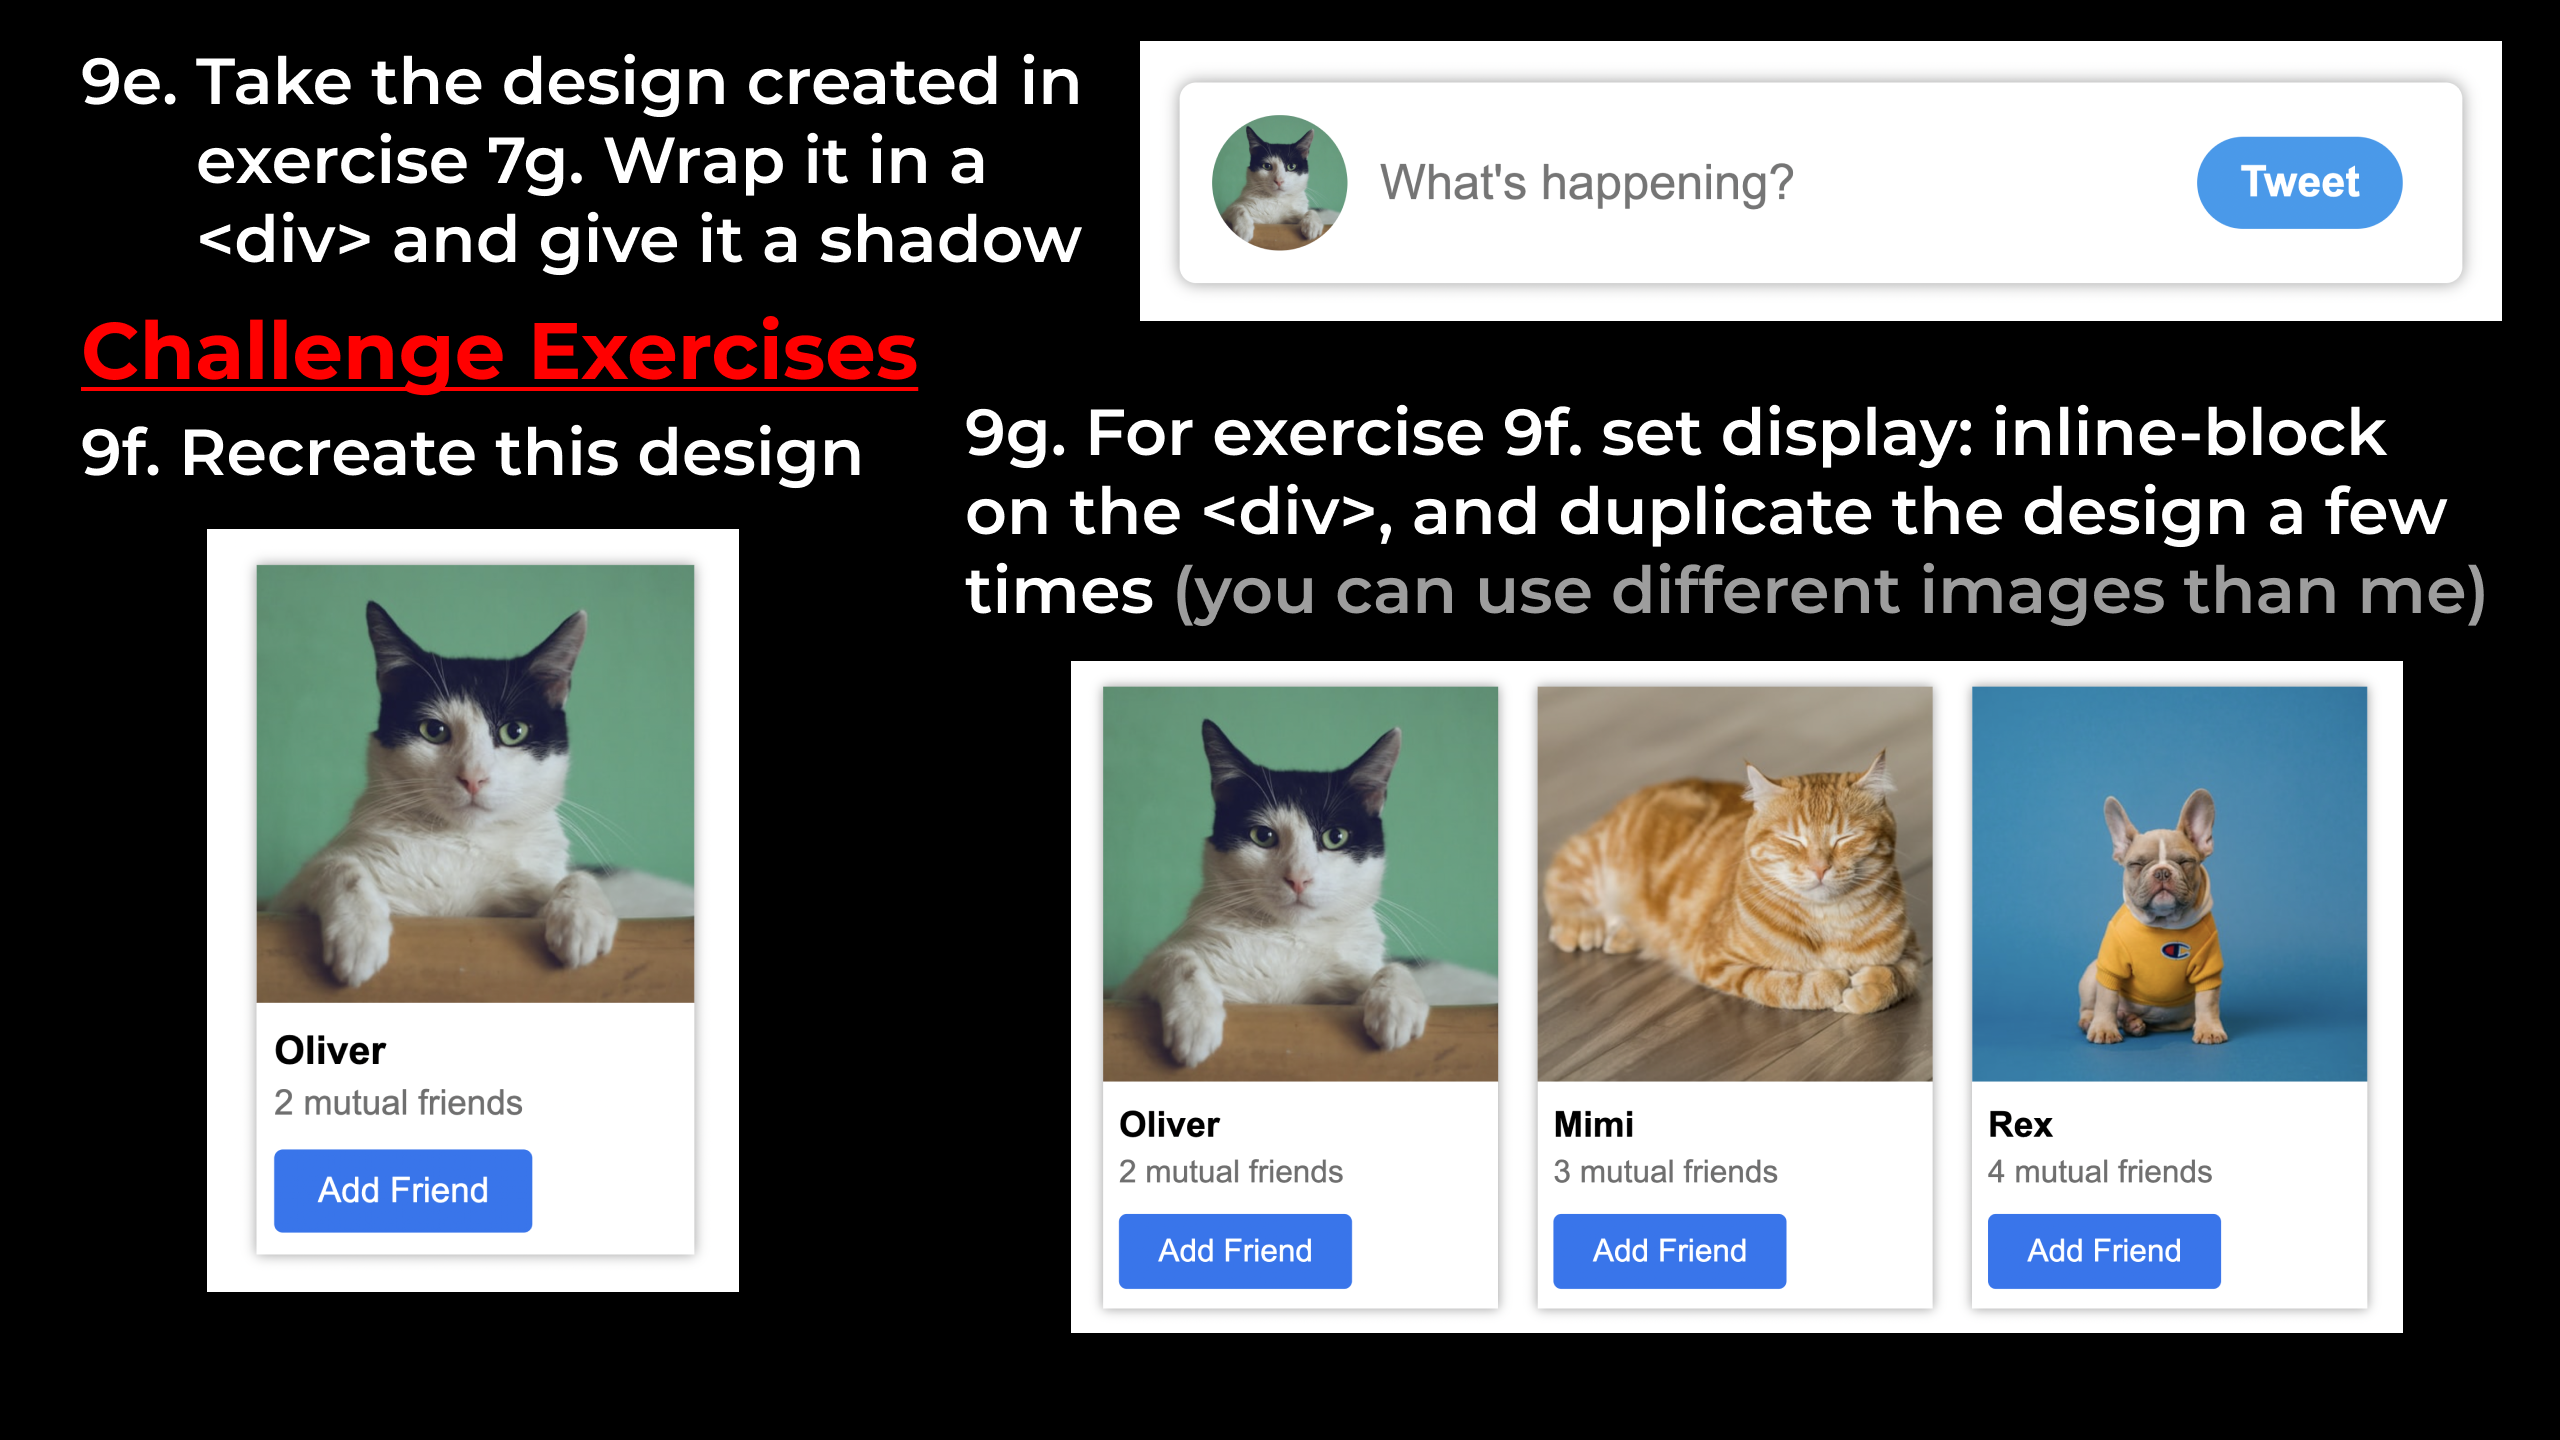 9e. Take the design created in
exercise 7g. Wrap it in a
<div> and give it a shadow
What's happening?
Tweet
Challenge Exercises
9f. Recreate this design
Oliver
2 mutual friends
Add Friend
9g. For exercise 9f. set display: inline-block
on the <div>, and duplicate the design a few
times (you can use different images than me)
Oliver
2 mutual friends
Add Friend
Mimi
3 mutual friends
Add Friend
Rex
4 mutual friends
Add Friend